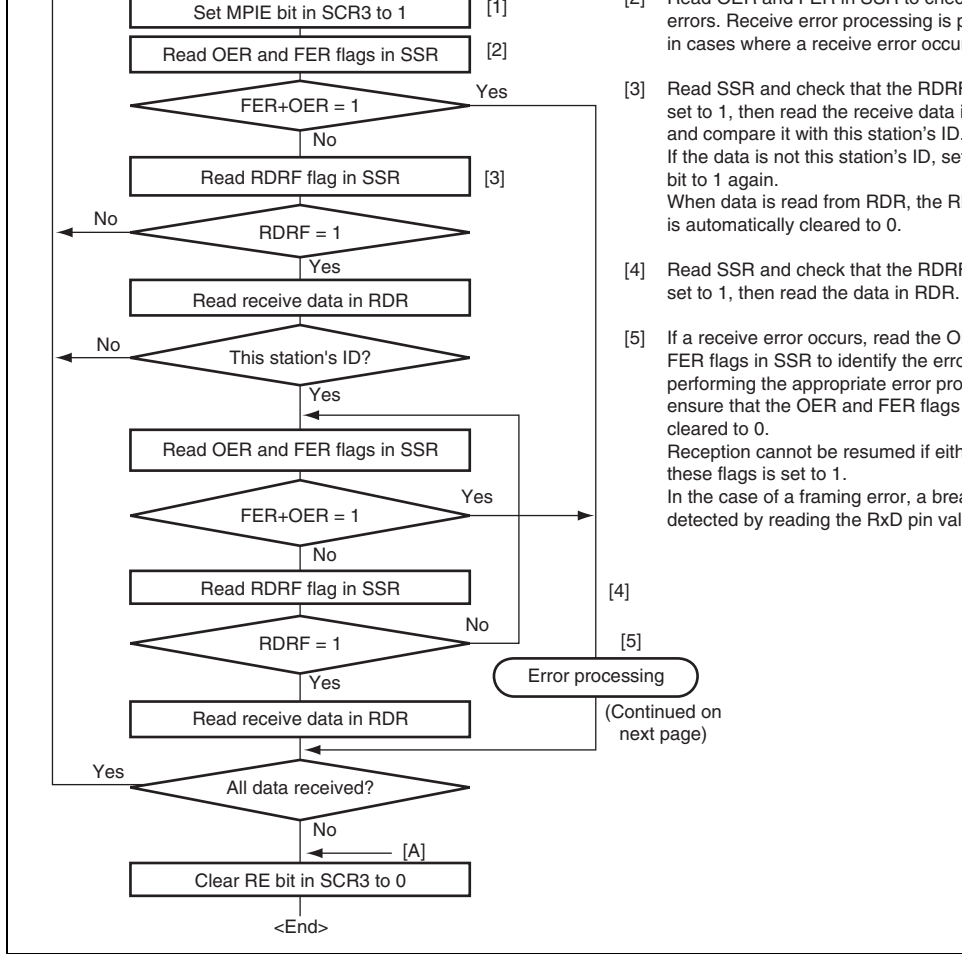 Set MPIE bit in SCR3 to 1
[1]
Read OER and FER flags in SSR
[2]
FER+OER = 1
Yes
No
Read RDRF flag in SSR
[3]
No
RDRF = 1
Yes
Read receive data in RDR
No
This station's ID?
Yes
Read OER and FER flags in SSR
Yes
FER+OER = 1
No
Read RDRF flag in SSR
[4]
No
RDRF = 1
[5]
Yes
Error processing
Read receive data in RDR
(Continued on
next page)
Yes
All data received?
No
[A]
Clear RE bit in SCR3 to 0
<End>
[2] Read OER and FER in SSR to
errors. Receive error processing is
in cases where a receive error
[3] Read SSR and check that the
set to 1, then read the receive data
and compare it with this station's ID.
If the data is not this station's ID,
bit to 1 again.
When data is read from RDR, the
is automatically cleared to 0.
[4] Read SSR and check that the
set to 1, then read the data in RDR.
[5] If a receive error occurs, read the
FER flags in SSR to identify the
performing the appropriate error
ensure that the OER and FER flags
cleared to 0.
Reception cannot be resumed if
these flags is set to 1.
In the case of a framing error, a
detected by reading the RxD pin